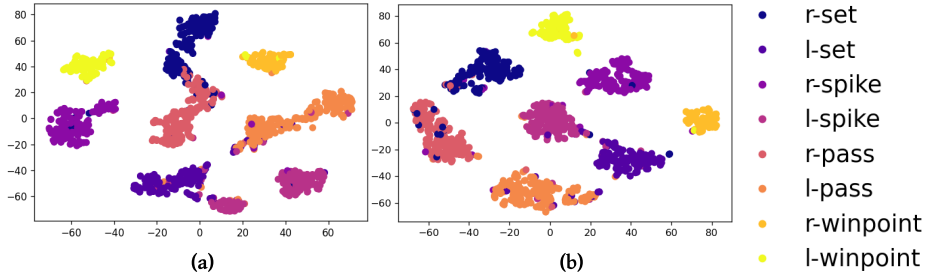 80
60
40
20
0
−20
−40
−60
−60 −40 −20 0 20 40 60
(a)
80
60
40
20
0
−20
−40
−60
−60 −40 −20 0 20 40 60 80
(b)
r-set
l-set
r-spike
l-spike
r-pass
l-pass
r-winpoint
l-winpoint